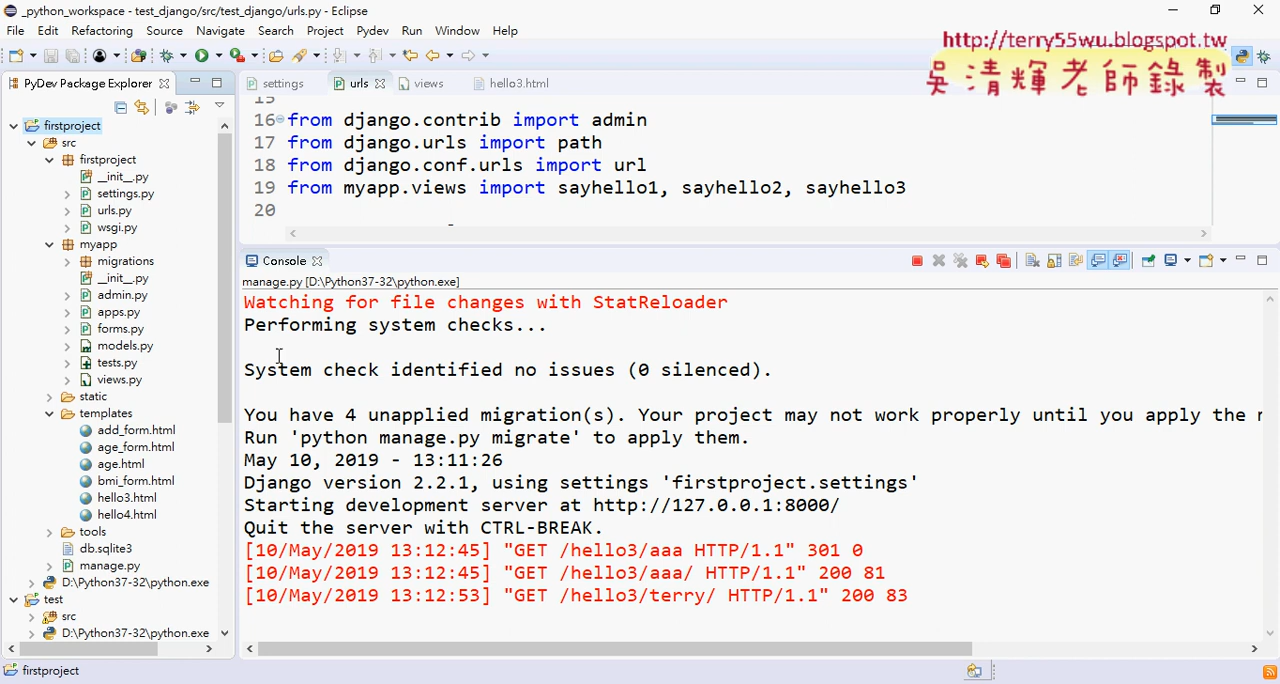 _python_workspace - test_django/src/test_django/urls.py - Eclipse
File Edit Refactoring Source Navigate Search Project Pydev Run Window Help
http://terry55wu.blogspot.tw
吳清輝老師錄製
PyDev Package Explorer
firstproject
src
firstproject
__init__.py
settings.py
urls.py
wsgi.py
myapp
migrations
__init__.py
admin.py
apps.py
forms.py
models.py
tests.py
views.py
static
templates
add_form.html
age_form.html
age.html
bmi_form.html
hello3.html
hello4.html
tools
db.sqlite3
manage.py
D:\Python37-32\python.exe
test
src
D:\Python37-32\python.exe
settings urls views hello3.html
15
16 from django.contrib import admin
17 from django.urls import path
18 from django.conf.urls import url
19 from myapp.views import sayhello1, sayhello2, sayhello3
20
Console
manage.py [D:\Python37-32\python.exe]
Watching for file changes with StatReloader
Performing system checks...
System check identified no issues (0 silenced).
You have 4 unapplied migration(s). Your project may not work properly until you apply the
Run 'python manage.py migrate' to apply them.
May 10, 2019 - 13:11:26
Django version 2.2.1, using settings 'firstproject.settings'
Starting development server at http://127.0.0.1:8000/
Quit the server with CTRL-BREAK.
[10/May/2019 13:12:45] "GET /hello3/aaa HTTP/1.1" 301 0
[10/May/2019 13:12:45] "GET /hello3/aaa/ HTTP/1.1" 200 81
[10/May/2019 13:12:53] "GET /hello3/terry/ HTTP/1.1" 200 83
firstproject